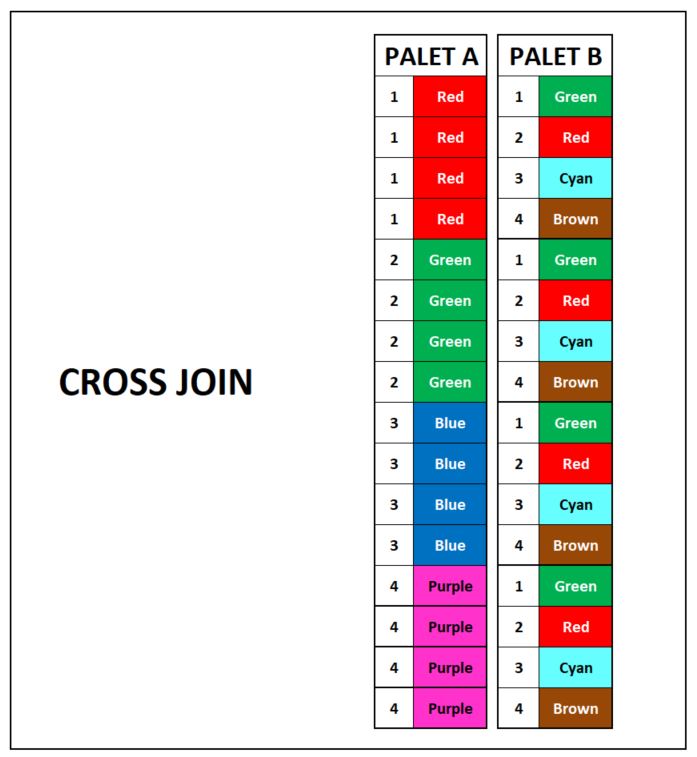 PALET A PALET B
1 Red 1 Green
1 Red 2 Red
1 Red 3 Cyan
1 Red 4 Brown
2 Green 1 Green
2 Green 2 Red
2 Green 3 Cyan
2 Green 4 Brown
CROSS JOIN
3 Blue 1 Green
3 Blue 2 Red
3 Blue 3 Cyan
3 Blue 4 Brown
4 Purple 1 Green
4 Purple 2 Red
4 Purple 3 Cyan
4 Purple 4 Brown